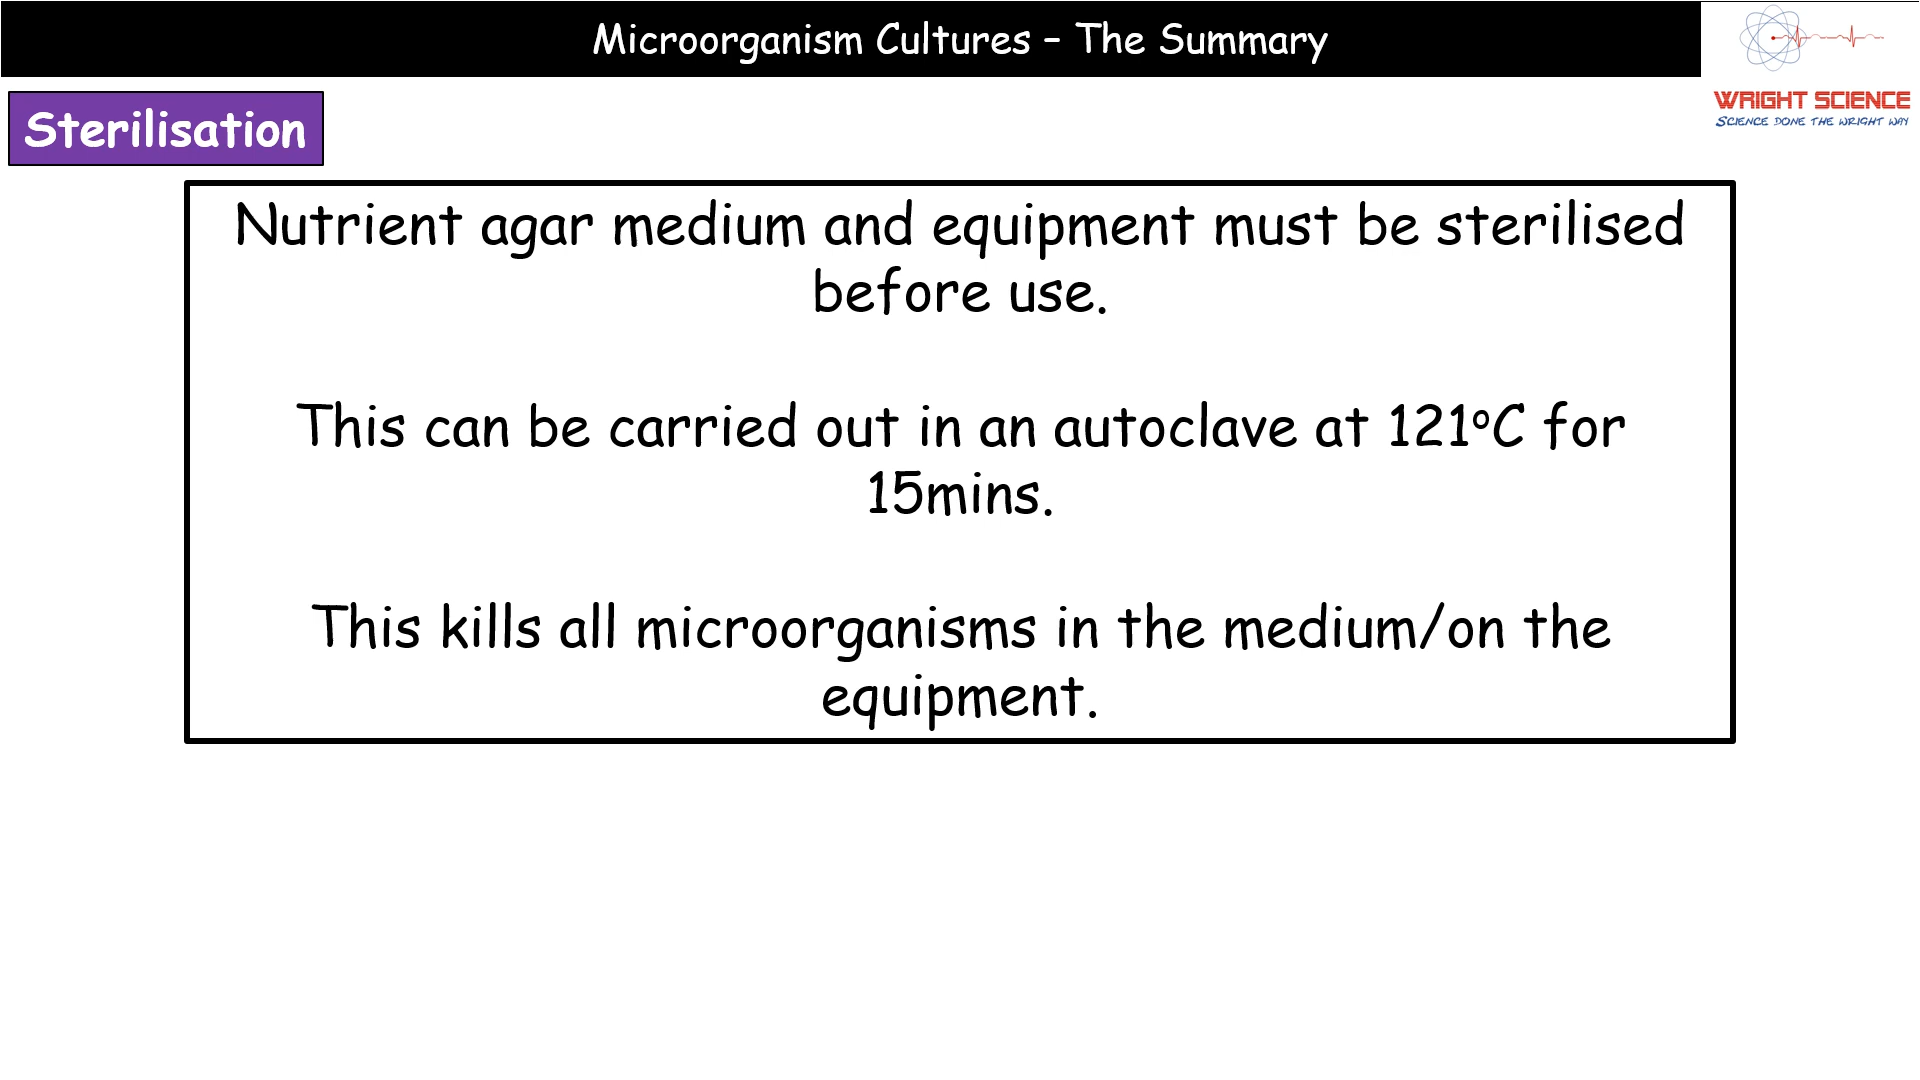 Microorganism Cultures – The Summary
WRIGHT SCIENCE
SCIENCE DONE THE WRIGHT WAY
Sterilisation
Nutrient agar medium and equipment must be sterilised
before use.
This can be carried out in an autoclave at 121ºC for
15mins.
This kills all microorganisms in the medium/on the
equipment.